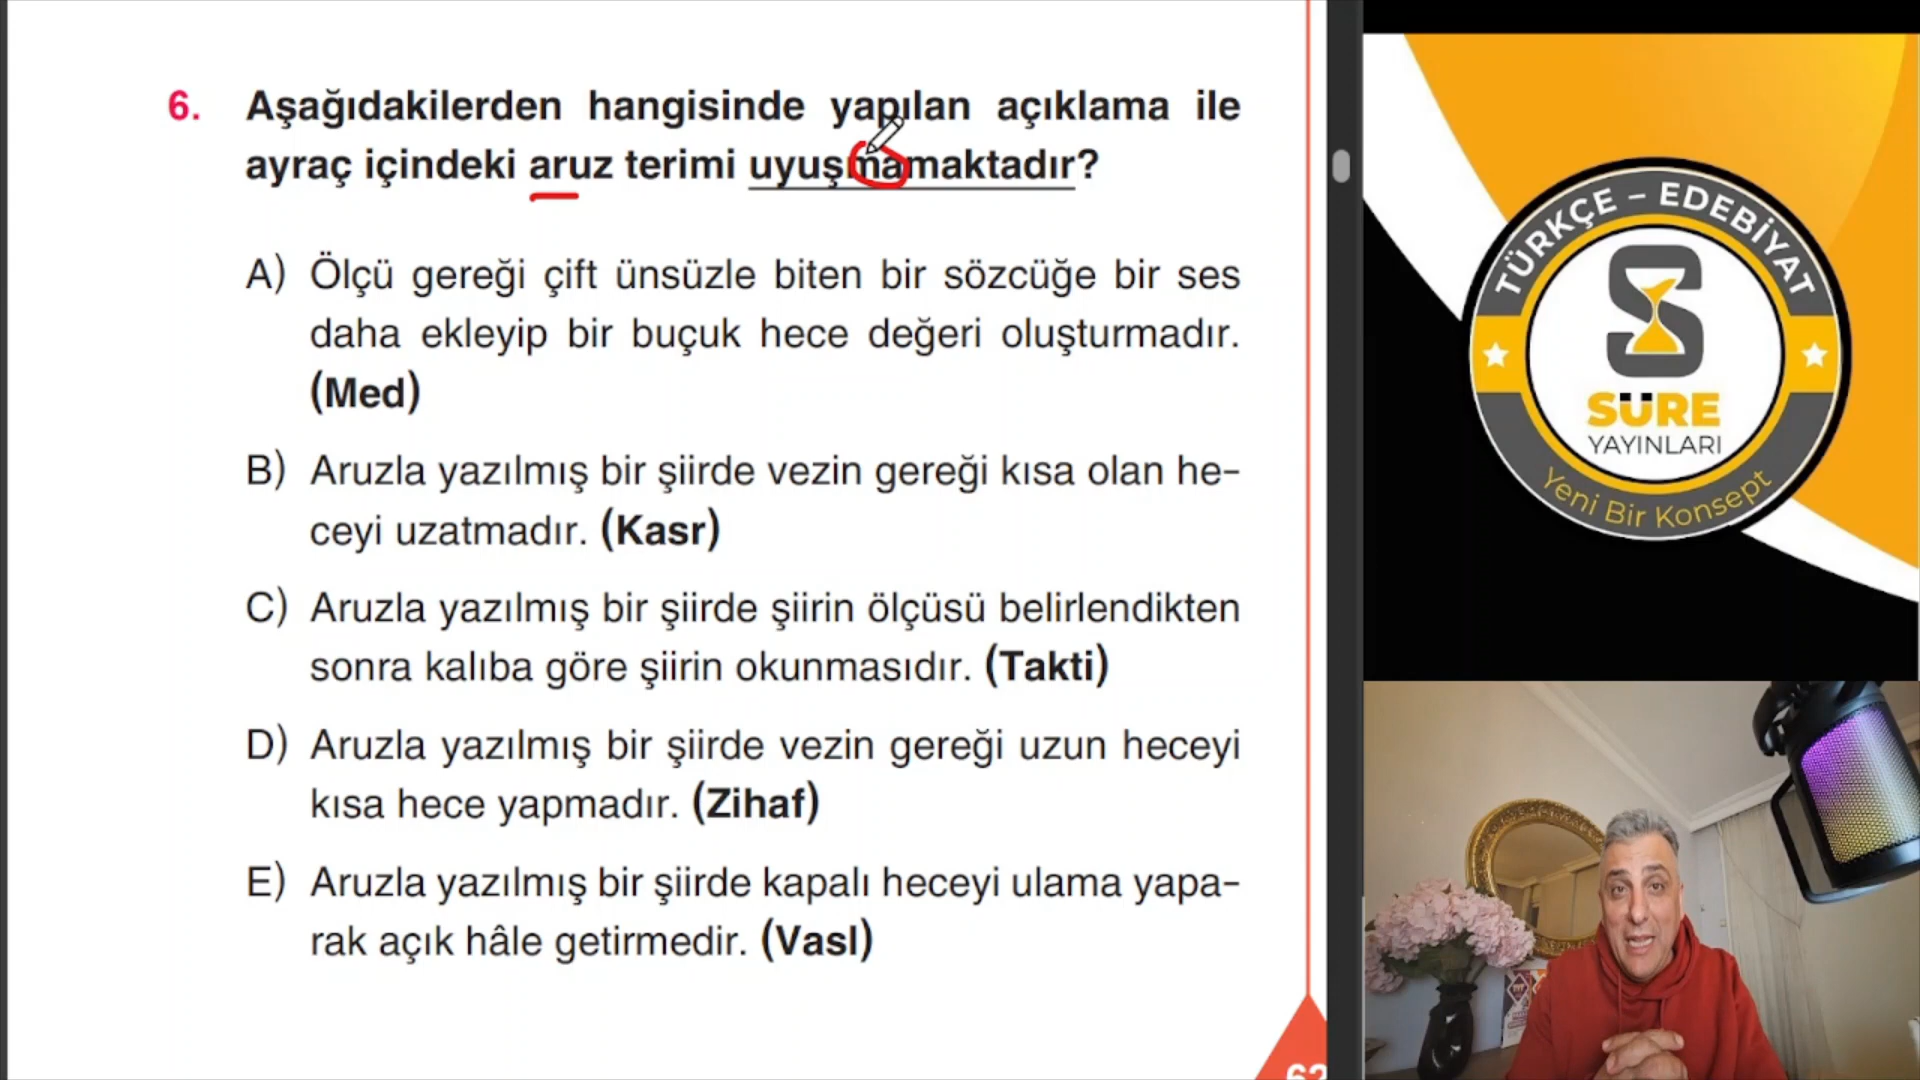 6. Aşağıdakilerden hangisinde yapılan açıklama ile
ayraç içindeki aruz terimi uyuşmamaktadır?
A) Ölçü gereği çift ünsüzle biten bir sözcüğe bir ses
daha ekleyip bir buçuk hece değeri oluşturmadır.
(Med)
B) Aruzla yazılmış bir şiirde vezin gereği kısa olan he-
ceyi uzatmadır. (Kasr)
C) Aruzla yazılmış bir şiirde şiirin ölçüsü belirlendikten
sonra kalıba göre şiirin okunmasıdır. (Takti)
D) Aruzla yazılmış bir şiirde vezin gereği uzun heceyi
kısa hece yapmadır. (Zihaf)
E) Aruzla yazılmış bir şiirde kapalı heceyi ulama yapa-
rak açık hâle getirmedir. (Vasl)
TÜRKÇE – EDEBİYAT
S
SÜRE
YAYINLARI
Yeni Bir Konsept